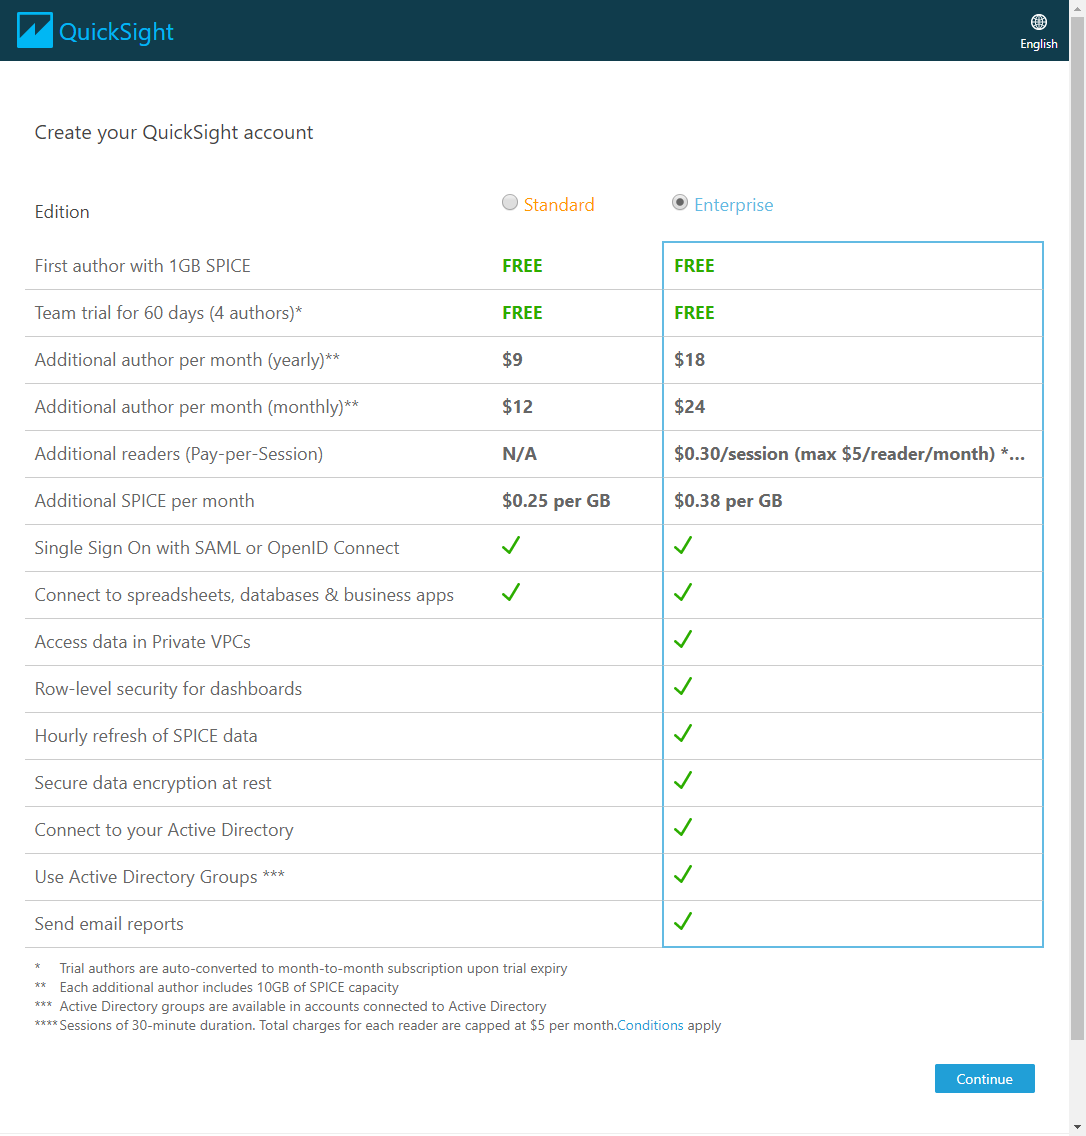 QuickSight
English
Create your QuickSight account
Edition Standard Enterprise
First author with 1GB SPICE FREE FREE
Team trial for 60 days (4 authors)* FREE FREE
Additional author per month (yearly)** $9 $18
Additional author per month (monthly)** $12 $24
Additional readers (Pay-per-Session) N/A $0.30/session (max $5/reader/month) *...
Additional SPICE per month $0.25 per GB $0.38 per GB
Single Sign On with SAML or OpenID Connect
Connect to spreadsheets, databases & business apps
Access data in Private VPCs
Row-level security for dashboards
Hourly refresh of SPICE data
Secure data encryption at rest
Connect to your Active Directory
Use Active Directory Groups ***
Send email reports
* Trial authors are auto-converted to month-to-month subscription upon trial expiry
** Each additional author includes 10GB of SPICE capacity
*** Active Directory groups are available in accounts connected to Active Directory
**** Sessions of 30-minute duration. Total charges for each reader are capped at $5 per month.Conditions apply
Continue